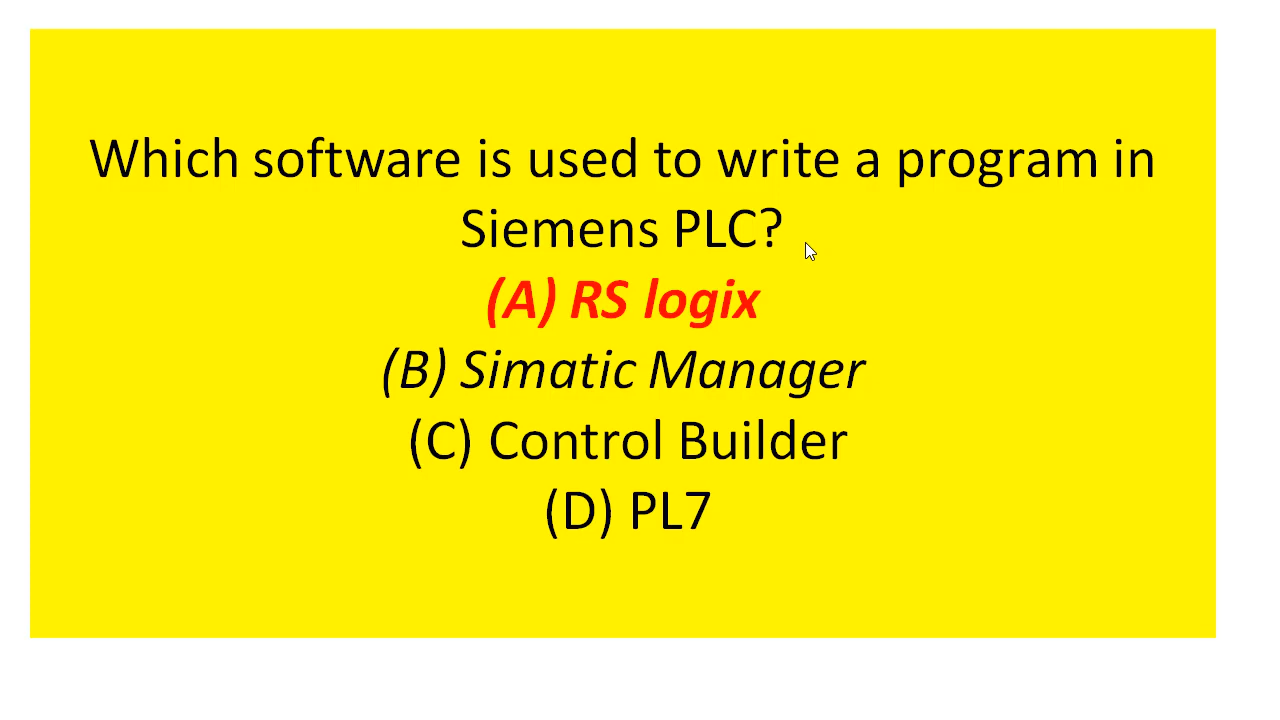 Which software is used to write a program in
Siemens PLC?
(A) RS logix
(B) Simatic Manager
(C) Control Builder
(D) PL7